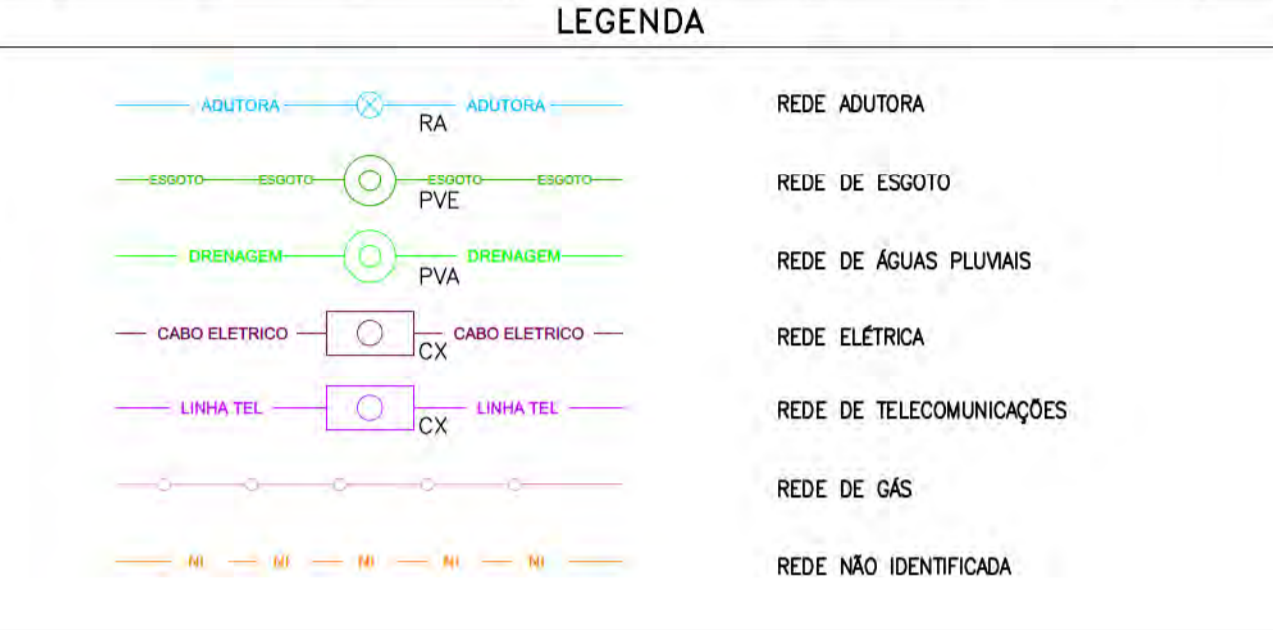 LEGENDA
ADUTORA ADUTORA REDE ADUTORA
RA
ESGOTO ESGOTO ESGOTO ESGOTO REDE DE ESGOTO
PVE
DRENAGEM DRENAGEM REDE DE ÁGUAS PLUVIAIS
PVA
CABO ELETRICO CABO ELETRICO REDE ELÉTRICA
CX
LINHA TEL LINHA TEL REDE DE TELECOMUNICAÇÕES
CX
REDE DE GÁS
NI NI NI NI NI REDE NÃO IDENTIFICADA